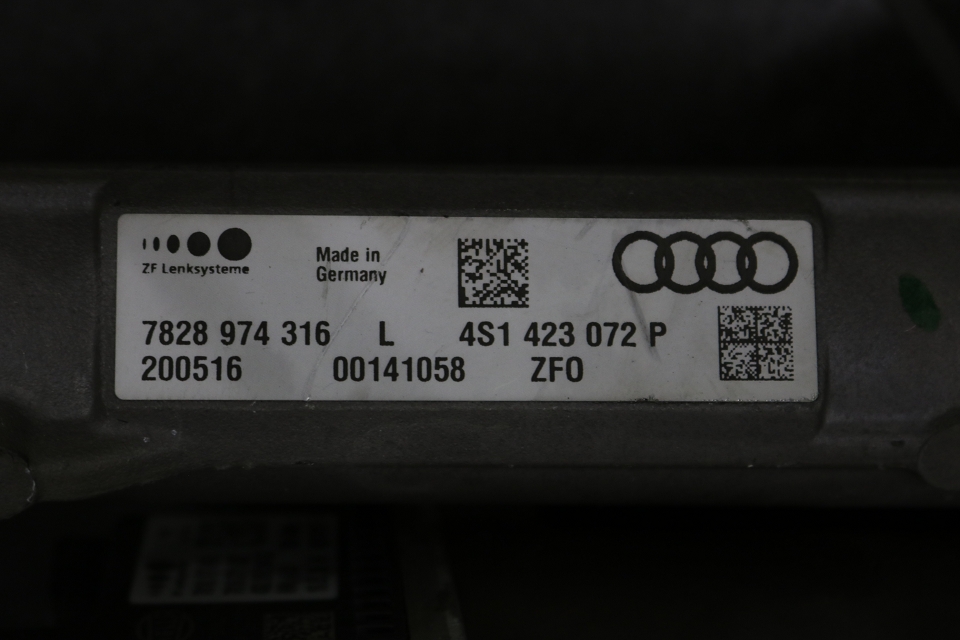 ZF Lenksysteme
Made in
Germany
7828 974 316 L 4S1 423 072 P
200516 00141058 ZFO